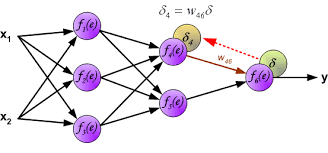 δ₄ = w₄₆δ
x₁
f₁(e)
f₄(e)
δ₄
w₄₆
f₂(e)
f₆(e)
δ
y
x₂
f₃(e)
f₅(e)